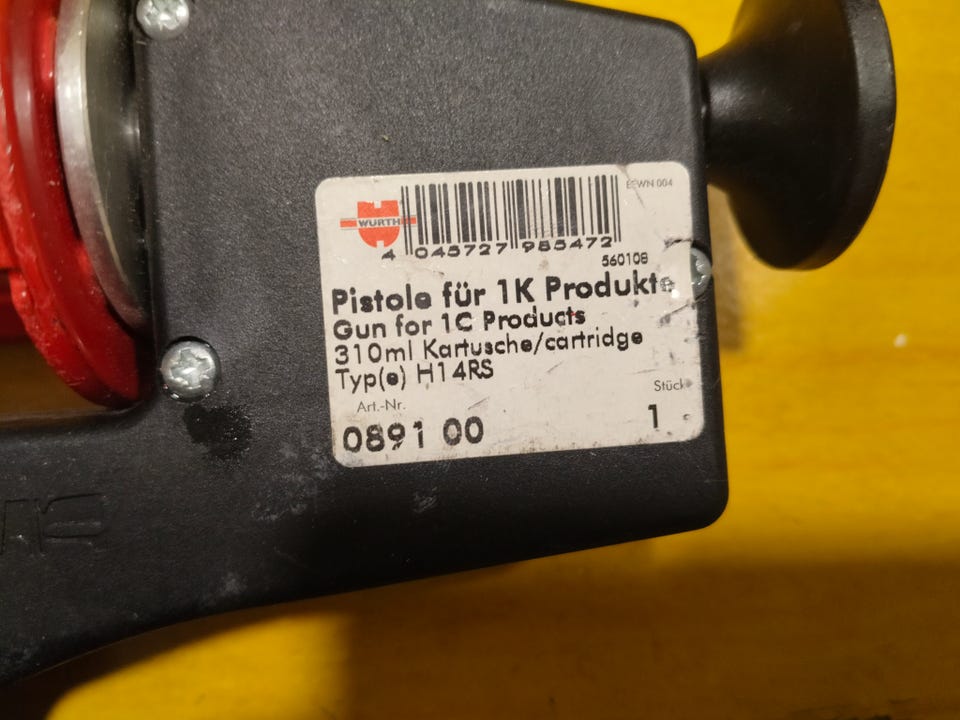 EEWN 004
WURTH
4 045727 985472
560108
Pistole für 1K Produkte
Gun for 1C Products
310ml Kartusche/cartridge
Typ(e) H14RS
Art.-Nr.
Stück
0891 00
1